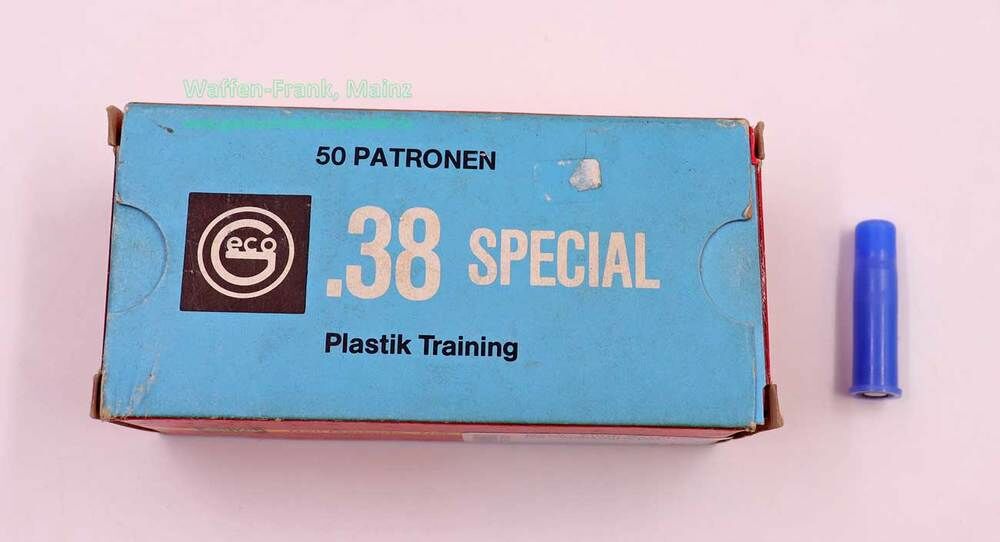 Waffen-Frank, Mainz
50 PATRONEN
Geco
.38 SPECIAL
Plastik Training